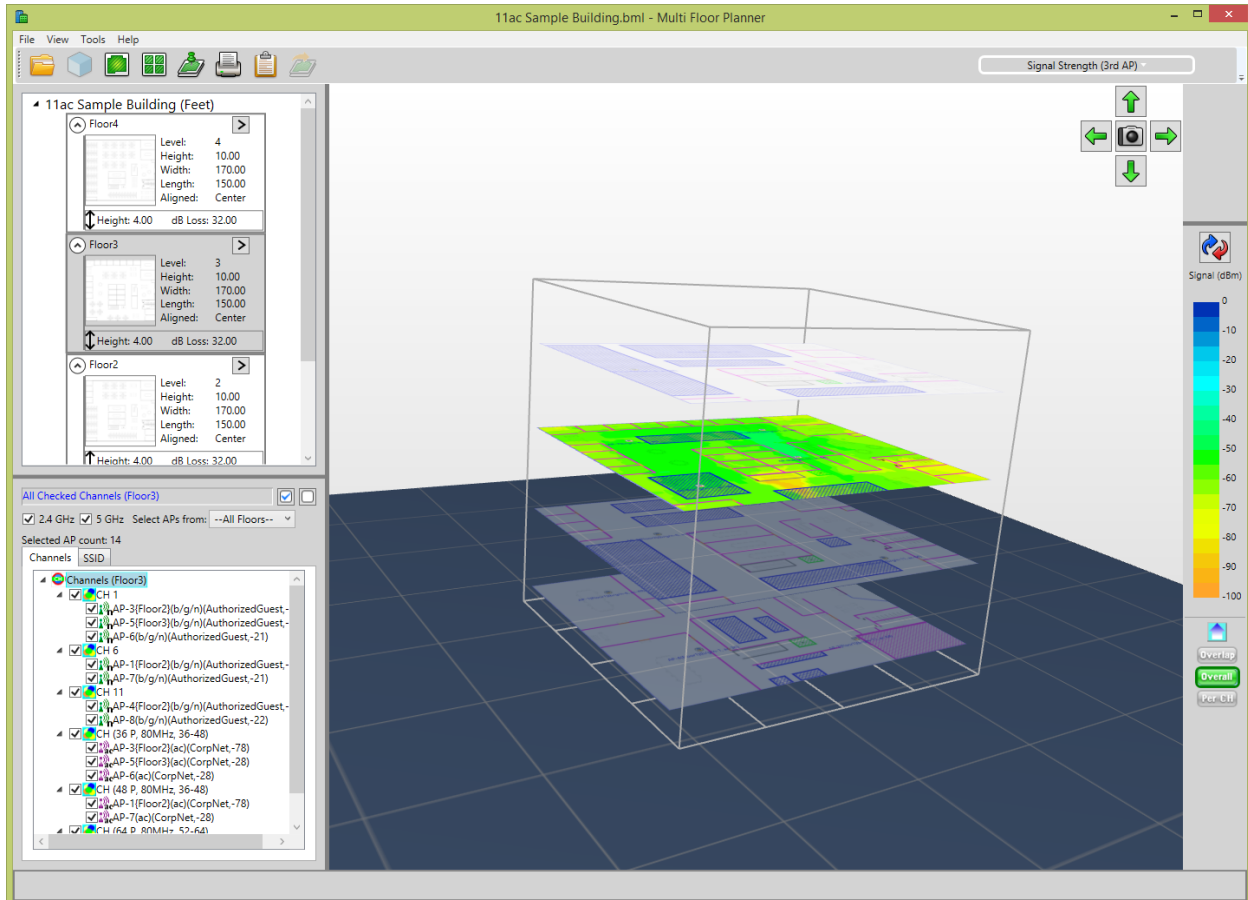 11ac Sample Building.bml - Multi Floor Planner
File View Tools Help
Signal Strength (3rd AP)
11ac Sample Building (Feet)
Floor4
Level: 4
Height: 10.00
Width: 170.00
Length: 150.00
Aligned: Center
Height: 4.00 dB Loss: 32.00
Floor3
Level: 3
Height: 10.00
Width: 170.00
Length: 150.00
Aligned: Center
Height: 4.00 dB Loss: 32.00
Floor2
Level: 2
Height: 10.00
Width: 170.00
Length: 150.00
Aligned: Center
Height: 4.00 dB Loss: 32.00
All Checked Channels (Floor3)
2.4 GHz 5 GHz Select APs from: --All Floors--
Selected AP count: 14
Channels SSID
Channels (Floor3)
CH 1
AP-3{Floor2}(b/g/n)(AuthorizedGuest,-
AP-5{Floor3}(b/g/n)(AuthorizedGuest,-
AP-6(b/g/n)(AuthorizedGuest,-21)
CH 6
AP-1{Floor2}(b/g/n)(AuthorizedGuest,-
AP-7(b/g/n)(AuthorizedGuest,-21)
CH 11
AP-4{Floor2}(b/g/n)(AuthorizedGuest,-
AP-8(b/g/n)(AuthorizedGuest,-22)
CH (36 P, 80MHz, 36-48)
AP-3{Floor2}(ac)(CorpNet,-78)
AP-5{Floor3}(ac)(CorpNet,-28)
AP-6(ac)(CorpNet,-28)
CH (48 P, 80MHz, 36-48)
AP-1{Floor2}(ac)(CorpNet,-78)
AP-7(ac)(CorpNet,-28)
CH (64 P, 80MHz, 52-64)
Signal (dBm)
0
-10
-20
-30
-40
-50
-60
-70
-80
-90
-100
Overlap
Overall
Per CH